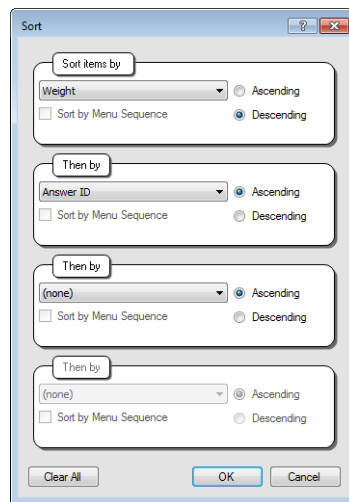 Sort
?
Sort items by
Weight
Ascending
Sort by Menu Sequence
Descending
Then by
Answer ID
Ascending
Sort by Menu Sequence
Descending
Then by
(none)
Ascending
Sort by Menu Sequence
Descending
Then by
(none)
Ascending
Sort by Menu Sequence
Descending
Clear All
OK
Cancel